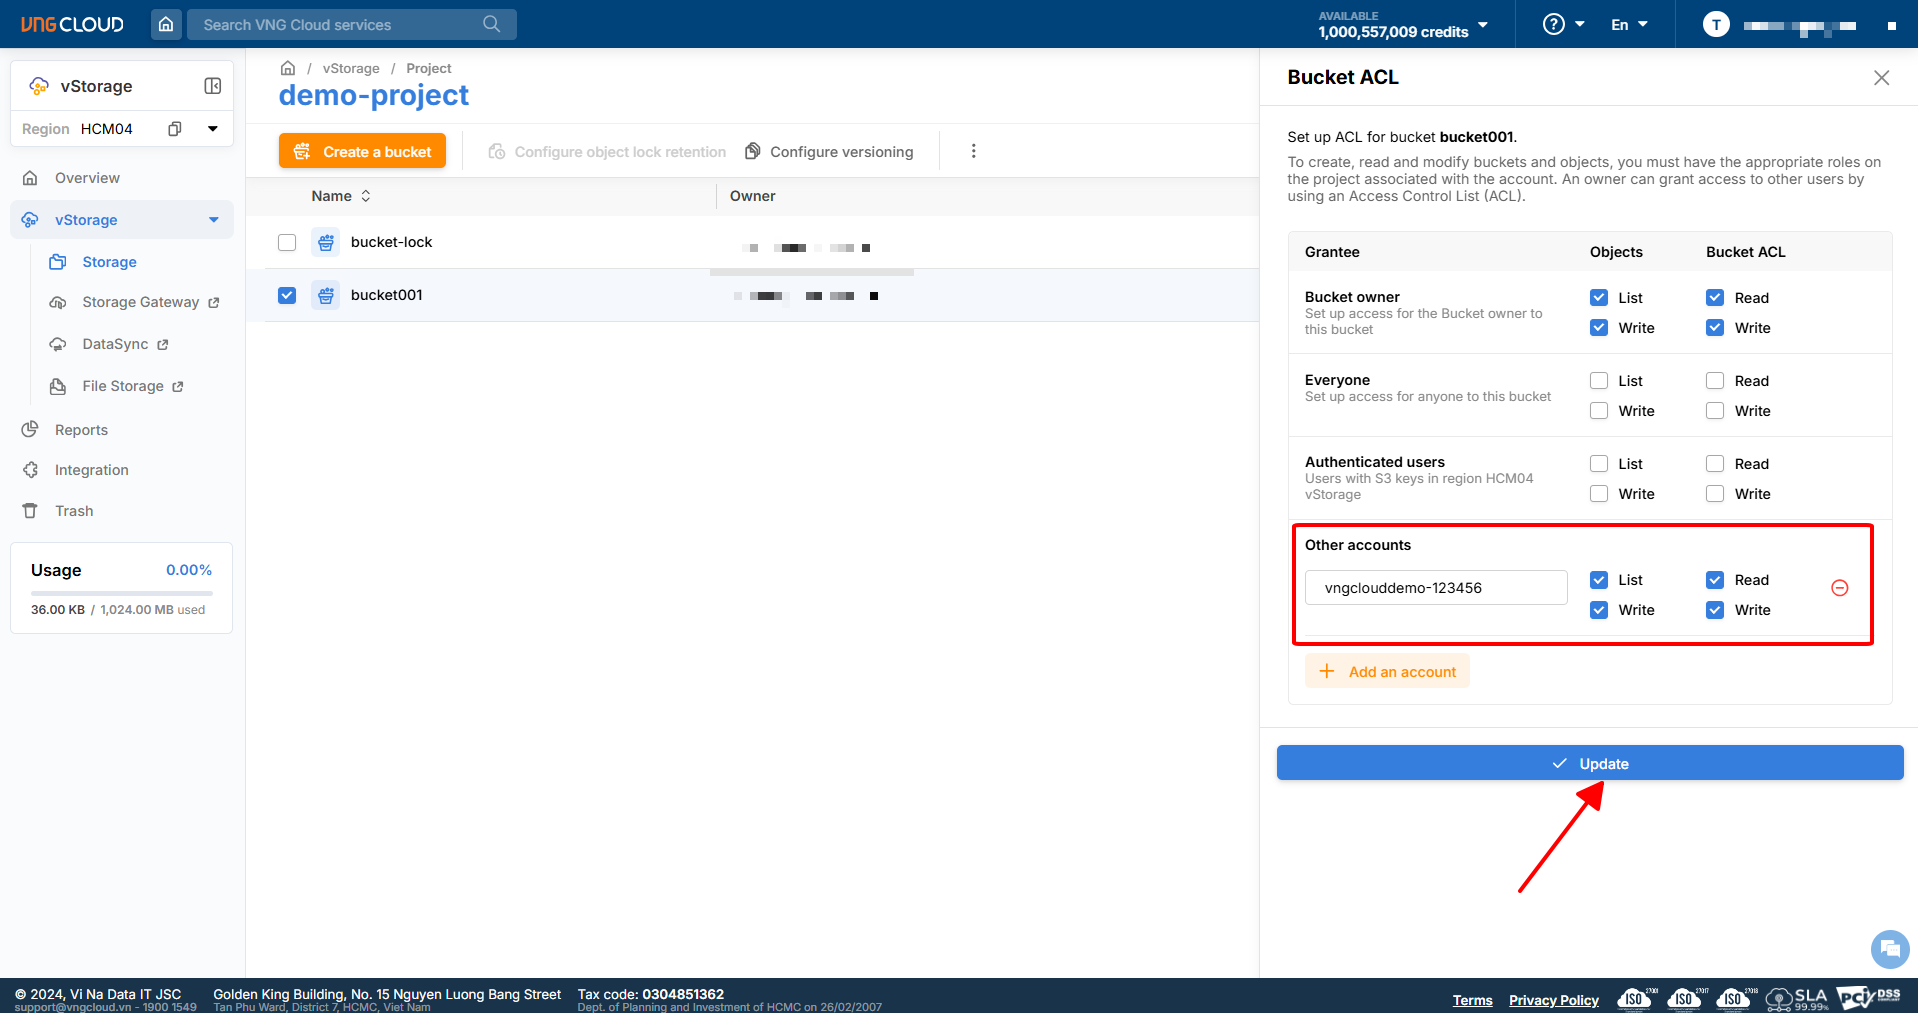 VNG CLOUD
Search VNG Cloud services
AVAILABLE
1,000,557,009 credits
?
En
T
vStorage
Region HCM04
Overview
vStorage
Storage
Storage Gateway
DataSync
File Storage
Reports
Integration
Trash
Usage 0.00%
36.00 KB / 1,024.00 MB used
/ vStorage / Project
demo-project
Create a bucket
Configure object lock retention
Configure versioning
Name
Owner
bucket-lock
bucket001
Bucket ACL
Set up ACL for bucket bucket001.
To create, read and modify buckets and objects, you must have the appropriate roles on
the project associated with the account. An owner can grant access to other users by
using an Access Control List (ACL).
Grantee Objects Bucket ACL
Bucket owner
Set up access for the Bucket owner to
this bucket
List Read
Write Write
Everyone
Set up access for anyone to this bucket
List Read
Write Write
Authenticated users
Users with S3 keys in region HCM04
vStorage
List Read
Write Write
Other accounts
vngclouddemo-123456
List Read
Write Write
Add an account
Update
© 2024, Vi Na Data IT JSC
support@vngcloud.vn - 1900 1549
Golden King Building, No. 15 Nguyen Luong Bang Street
Tan Phu Ward, District 7, HCMC, Viet Nam
Tax code: 0304851362
Dept. of Planning and Investment of HCMC on 26/02/2007
Terms
Privacy Policy
ISO 27001
ISO 27017
ISO 27018
SLA
99.99%
PCI DSS